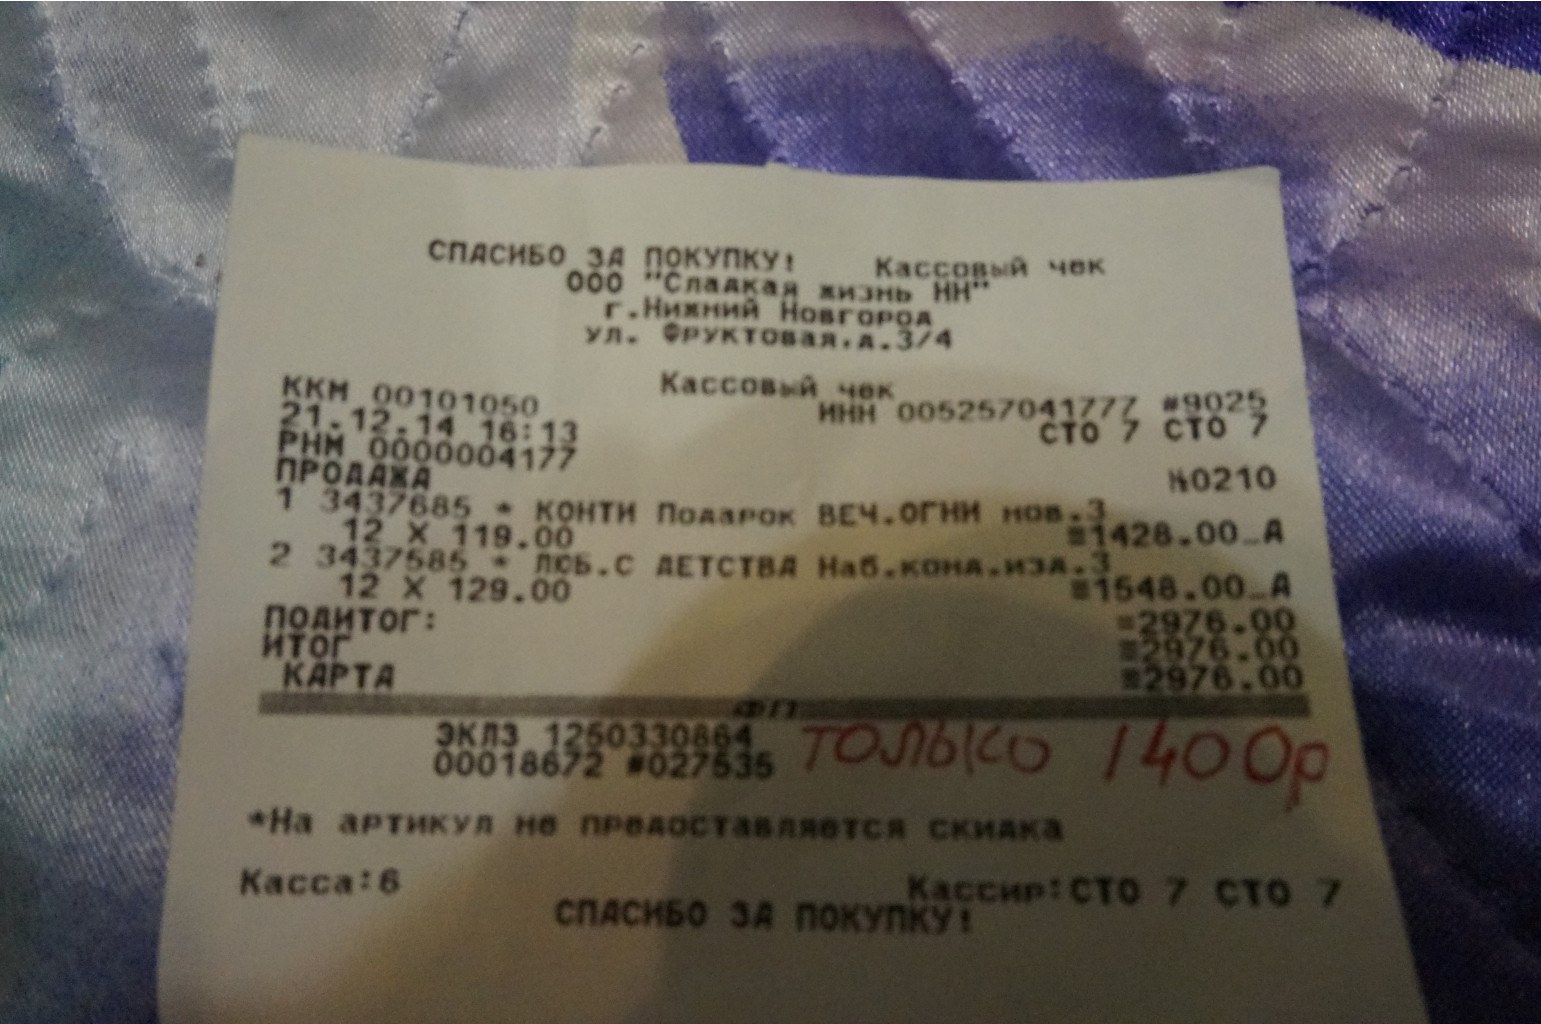 СПАСИБО ЗА ПОКУПКУ! Кассовый чек
ООО "Сладкая жизнь НН"
г.Нижний Новгород
ул. Фруктовая.д.3/4
Кассовый чек
ККМ 00101050 ИНН 005257041777 #9025
21.12.14 16:13 СТО 7 СТО 7
РНМ 0000004177
ПРОДАЖА №0210
1 3437685 * КОНТИ Подарок ВЕЧ.ОГНИ нов.3
12 X 119.00 ≡1428.00_А
2 3437585 * ЛЮБ.С ДЕТСТВА Наб.конд.изд.3
12 X 129.00 ≡1548.00_А
ПОДИТОГ: ≡2976.00
ИТОГ ≡2976.00
КАРТА ≡2976.00
ФП
ЭКЛЗ 1250330864
00018672 #027535
только 1400р
*На артикул не предоставляется скидка
Касса:6 Кассир:СТО 7 СТО 7
СПАСИБО ЗА ПОКУПКУ!